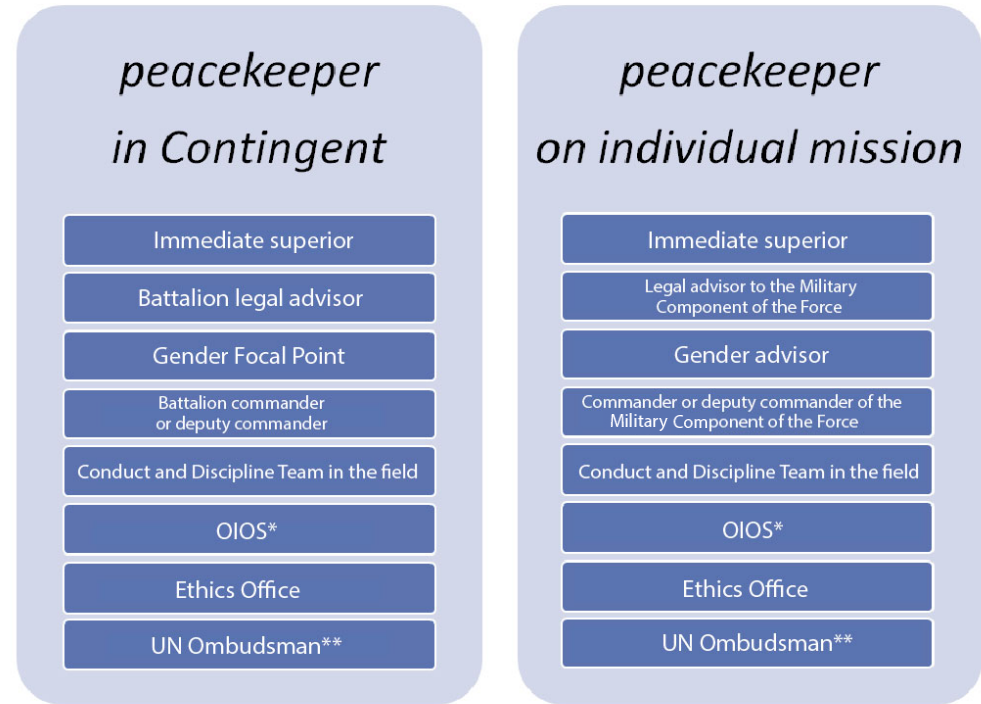 peacekeeper
in Contingent
Immediate superior
Battalion legal advisor
Gender Focal Point
Battalion commander
or deputy commander
Conduct and Discipline Team in the field
OIOS*
Ethics Office
UN Ombudsman**
peacekeeper
on individual mission
Immediate superior
Legal advisor to the Military
Component of the Force
Gender advisor
Commander or deputy commander of the
Military Component of the Force
Conduct and Discipline Team in the field
OIOS*
Ethics Office
UN Ombudsman**